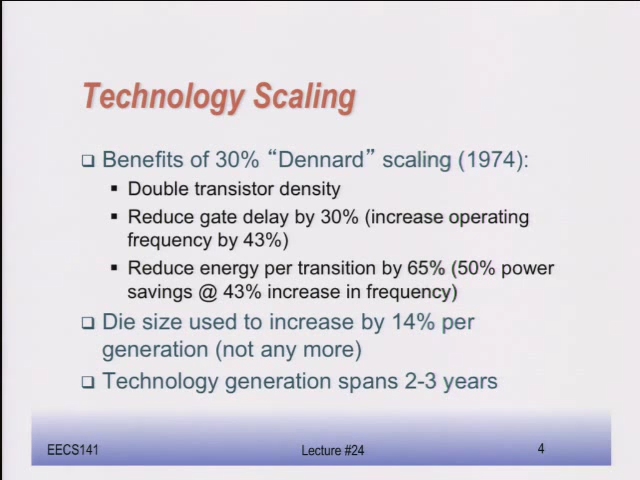 Technology Scaling
❑ Benefits of 30% “Dennard” scaling (1974):
▪ Double transistor density
▪ Reduce gate delay by 30% (increase operating
frequency by 43%)
▪ Reduce energy per transition by 65% (50% power
savings @ 43% increase in frequency)
❑ Die size used to increase by 14% per
generation (not any more)
❑ Technology generation spans 2-3 years
EECS141 Lecture #24 4